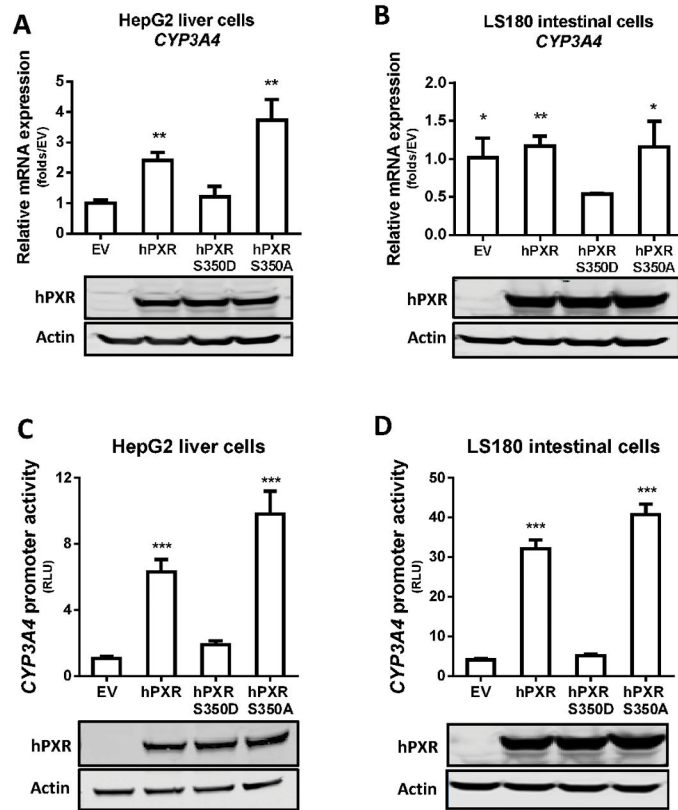 A
HepG2 liver cells
CYP3A4
Relative mRNA expression
(folds/EV)
5
4
3
2
1
0
**
**
EV
hPXR
hPXR
S350D
hPXR
S350A
hPXR
Actin
B
LS180 intestinal cells
CYP3A4
Relative mRNA expression
(folds/EV)
2.0
1.5
1.0
0.5
0.0
*
**
*
EV
hPXR
hPXR
S350D
hPXR
S350A
hPXR
Actin
C
HepG2 liver cells
CYP3A4 promoter activity
(RLU)
12
8
4
0
***
***
EV
hPXR
hPXR
S350D
hPXR
S350A
hPXR
Actin
D
LS180 intestinal cells
CYP3A4 promoter activity
(RLU)
50
40
30
20
10
0
***
***
EV
hPXR
hPXR
S350D
hPXR
S350A
hPXR
Actin